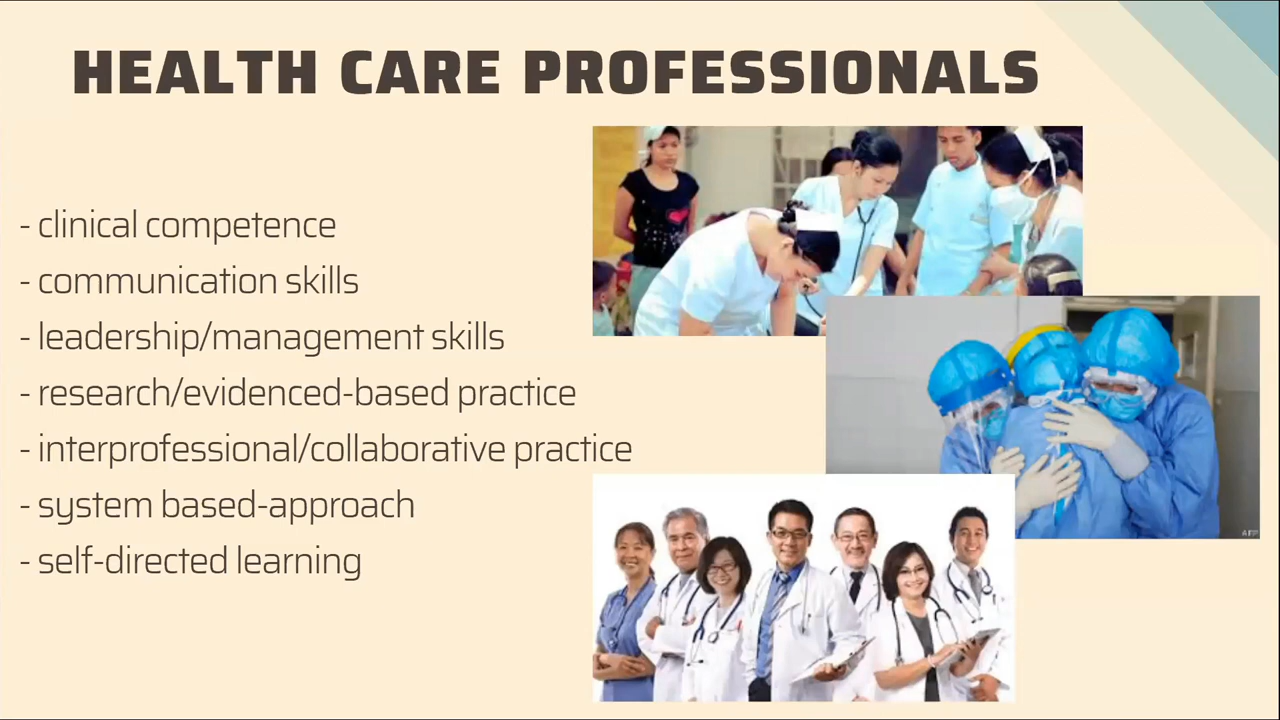 HEALTH CARE PROFESSIONALS
- clinical competence
- communication skills
- leadership/management skills
- research/evidenced-based practice
- interprofessional/collaborative practice
- system based-approach
- self-directed learning
AFP